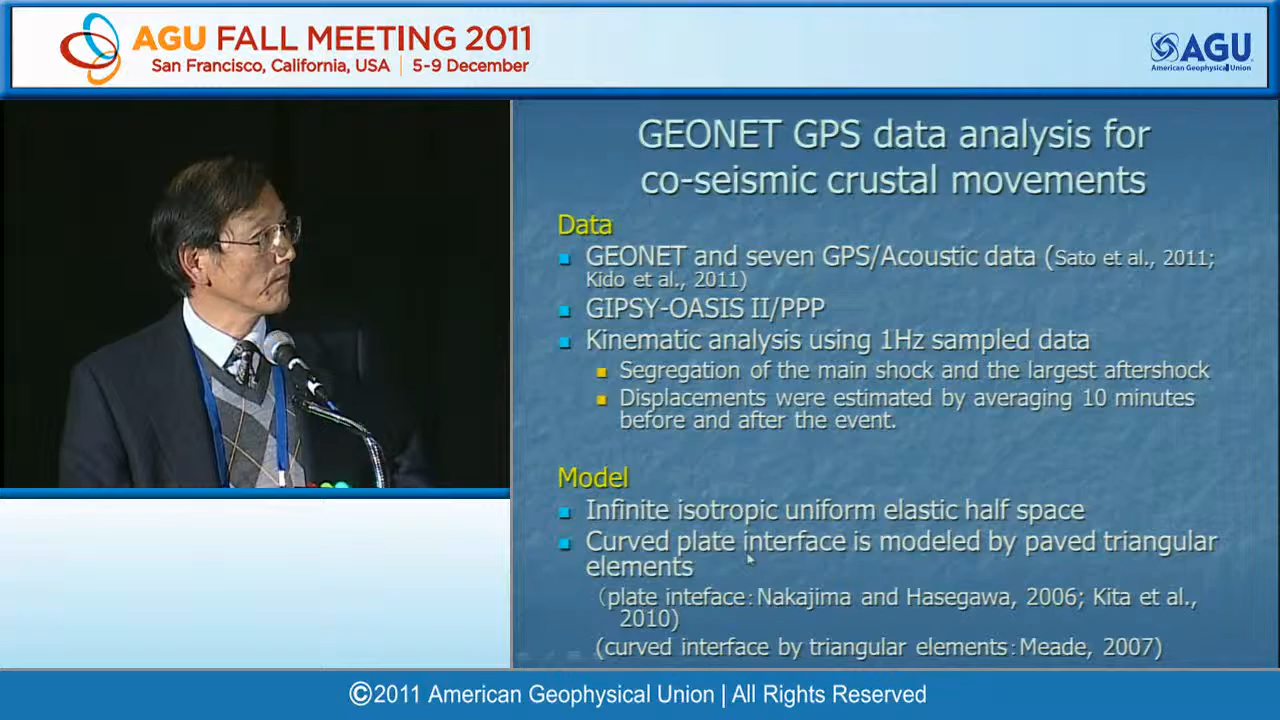 AGU FALL MEETING 2011
San Francisco, California, USA | 5-9 December
AGU
American Geophysical Union
GEONET GPS data analysis for
co-seismic crustal movements
Data
GEONET and seven GPS/Acoustic data (Sato et al., 2011;
Kido et al., 2011)
GIPSY-OASIS II/PPP
Kinematic analysis using 1Hz sampled data
Segregation of the main shock and the largest aftershock
Displacements were estimated by averaging 10 minutes
before and after the event.
Model
Infinite isotropic uniform elastic half space
Curved plate interface is modeled by paved triangular
elements
(plate inteface:Nakajima and Hasegawa, 2006; Kita et al.,
2010)
(curved interface by triangular elements:Meade, 2007)
©2011 American Geophysical Union | All Rights Reserved